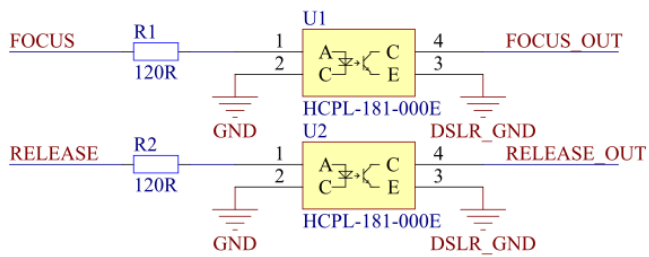 U1
FOCUS R1 1 A C 4 FOCUS_OUT
120R 2 C E 3
HCPL-181-000E
GND DSLR_GND
U2
RELEASE R2 1 A C 4 RELEASE_OUT
120R 2 C E 3
HCPL-181-000E
GND DSLR_GND